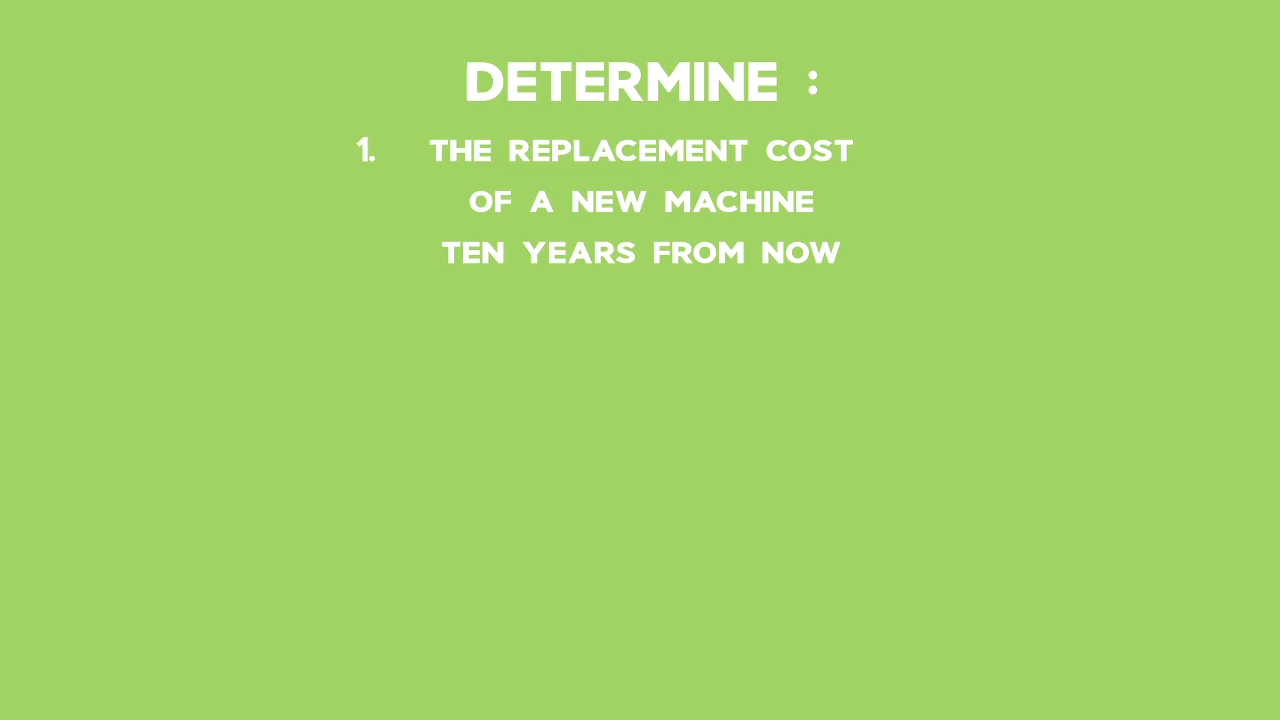 DETERMINE :
1. THE REPLACEMENT COST
OF A NEW MACHINE
TEN YEARS FROM NOW